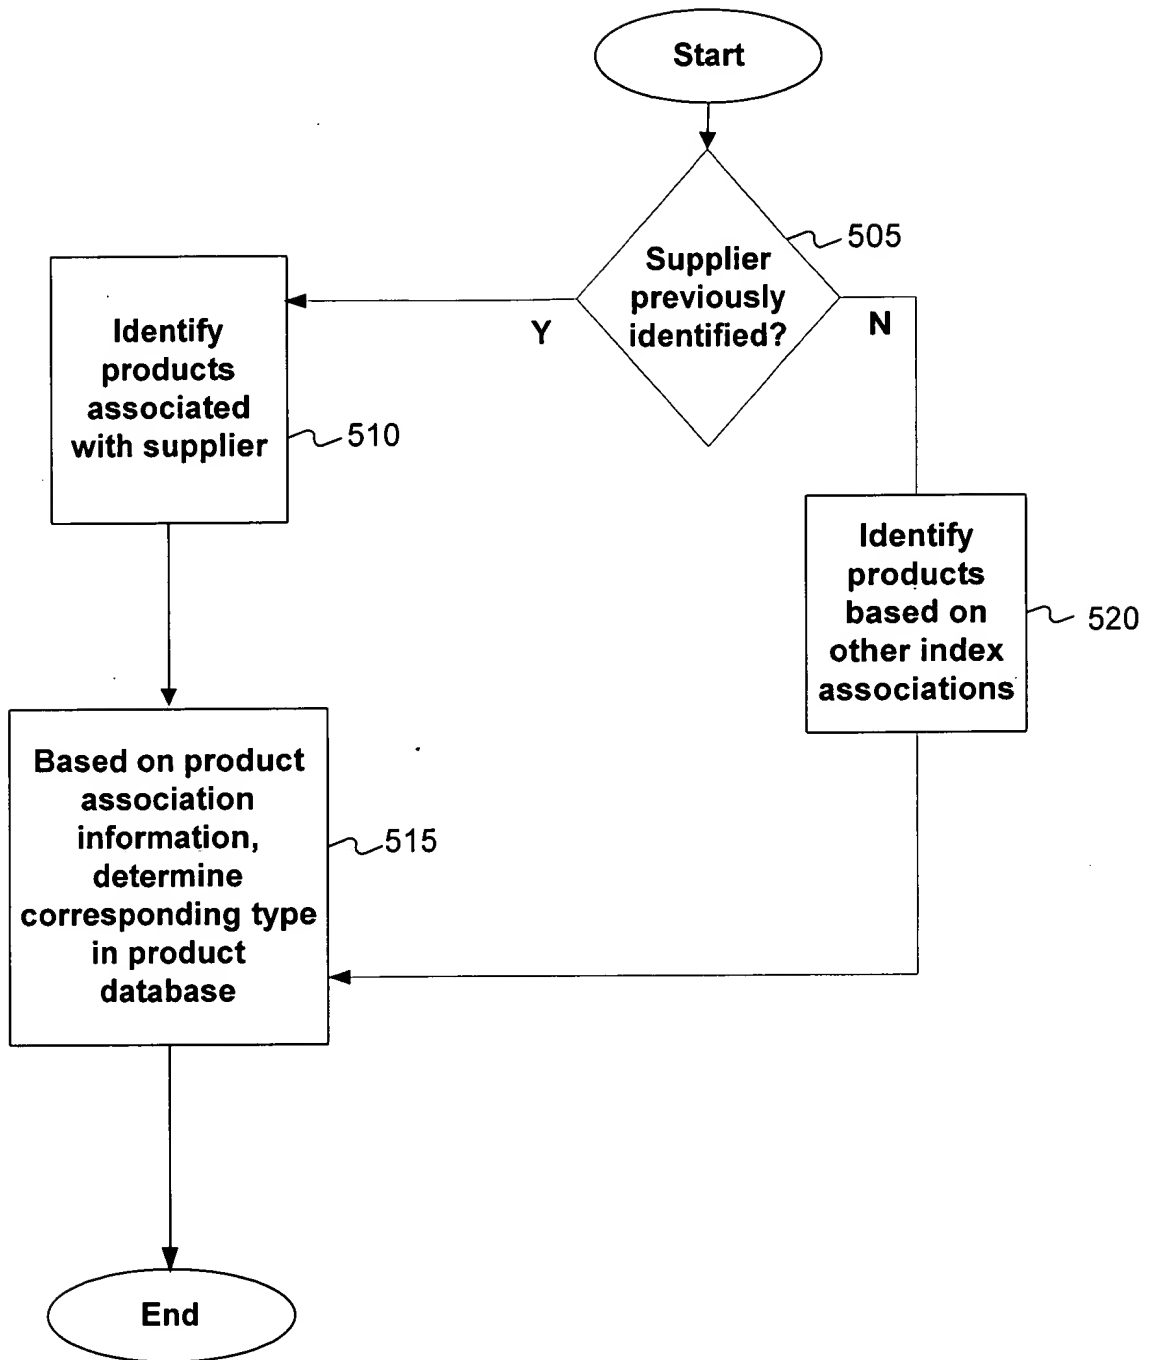 Start
505
Supplier
previously
identified?
Y
N
Identify
products
associated
with supplier
510
Identify
products
based on
other index
associations
520
Based on product
association
information,
determine
corresponding type
in product
database
515
End